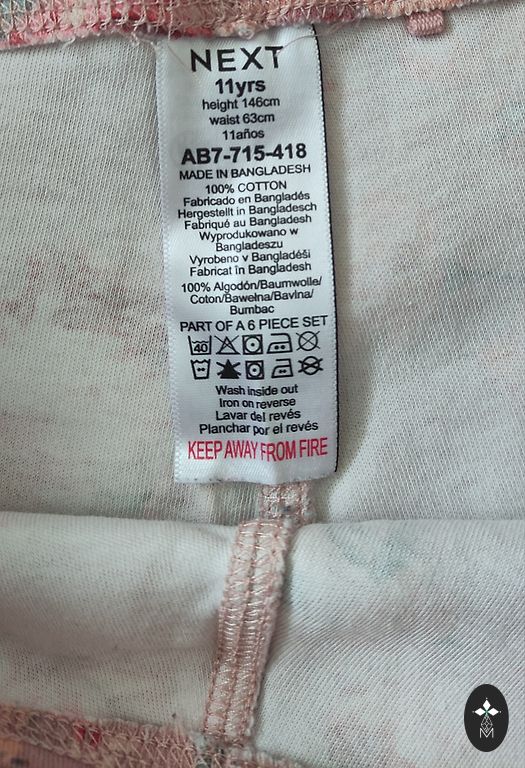 NEXT
11yrs
height 146cm
waist 63cm
11años
AB7-715-418
MADE IN BANGLADESH
100% COTTON
Fabricado en Bangladés
Hergestellt in Bangladesch
Fabriqué au Bangladesh
Wyprodukowano w
Bangladeszu
Vyrobeno v Bangladéši
Fabricat în Bangladesh
100% Algodón/Baumwolle/
Coton/Bawełna/Bavlna/
Bumbac
PART OF A 6 PIECE SET
40
Wash inside out
Iron on reverse
Lavar del revés
Planchar por el revés
KEEP AWAY FROM FIRE
M